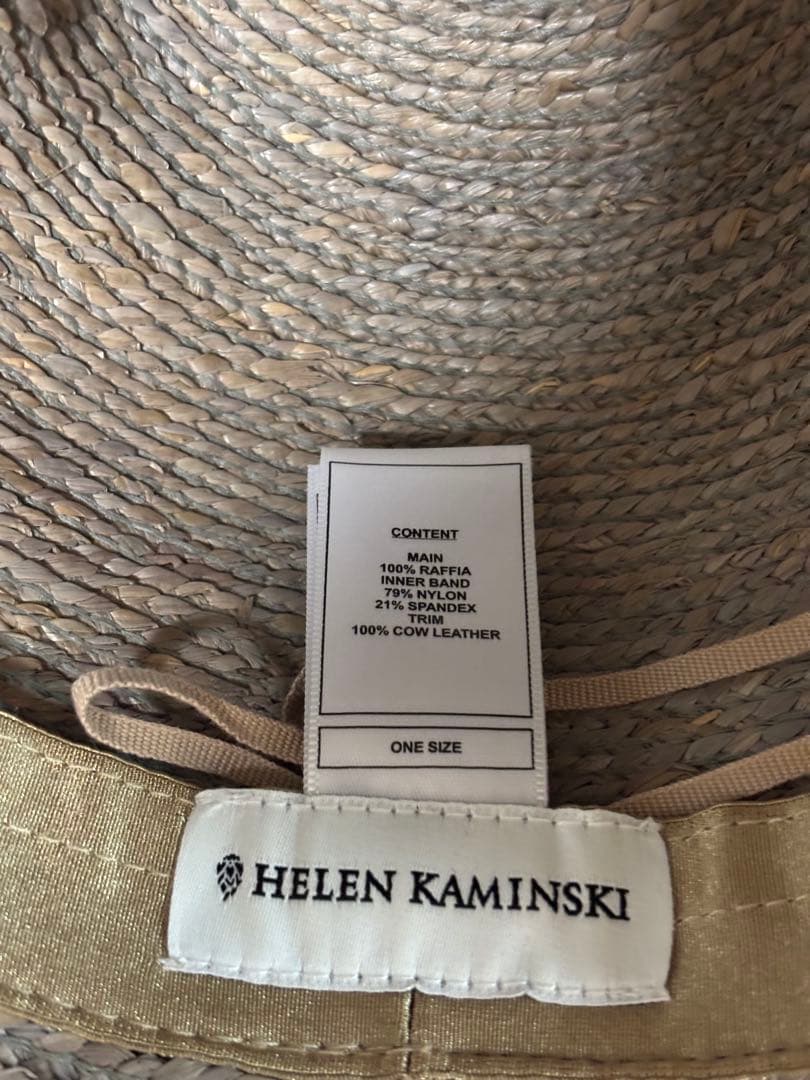 CONTENT
MAIN
100% RAFFIA
INNER BAND
79% NYLON
21% SPANDEX
TRIM
100% COW LEATHER
ONE SIZE
HELEN KAMINSKI